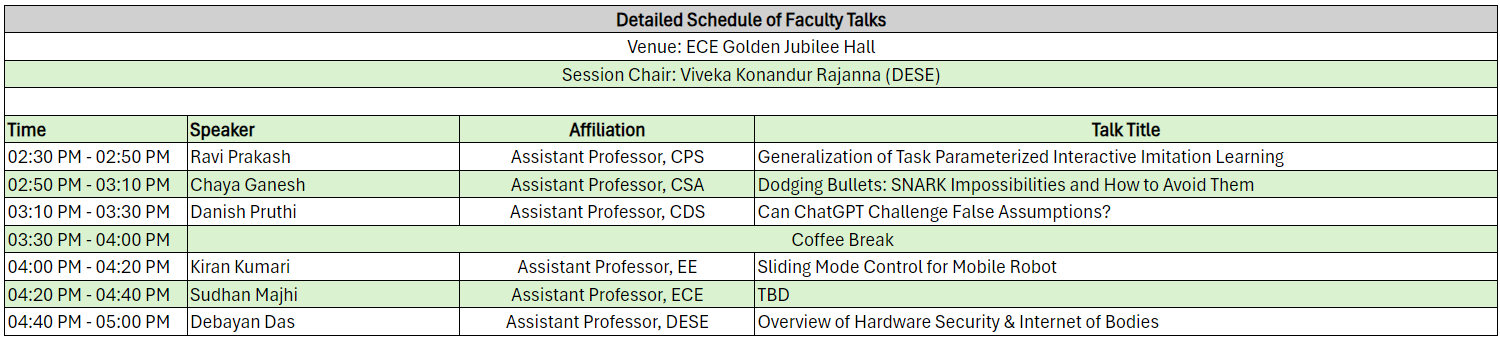 Detailed Schedule of Faculty Talks
Venue: ECE Golden Jubilee Hall
Session Chair: Viveka Konandur Rajanna (DESE)
Time Speaker Affiliation Talk Title
02:30 PM - 02:50 PM Ravi Prakash Assistant Professor, CPS Generalization of Task Parameterized Interactive Imitation Learning
02:50 PM - 03:10 PM Chaya Ganesh Assistant Professor, CSA Dodging Bullets: SNARK Impossibilities and How to Avoid Them
03:10 PM - 03:30 PM Danish Pruthi Assistant Professor, CDS Can ChatGPT Challenge False Assumptions?
03:30 PM - 04:00 PM Coffee Break
04:00 PM - 04:20 PM Kiran Kumari Assistant Professor, EE Sliding Mode Control for Mobile Robot
04:20 PM - 04:40 PM Sudhan Majhi Assistant Professor, ECE TBD
04:40 PM - 05:00 PM Debayan Das Assistant Professor, DESE Overview of Hardware Security & Internet of Bodies